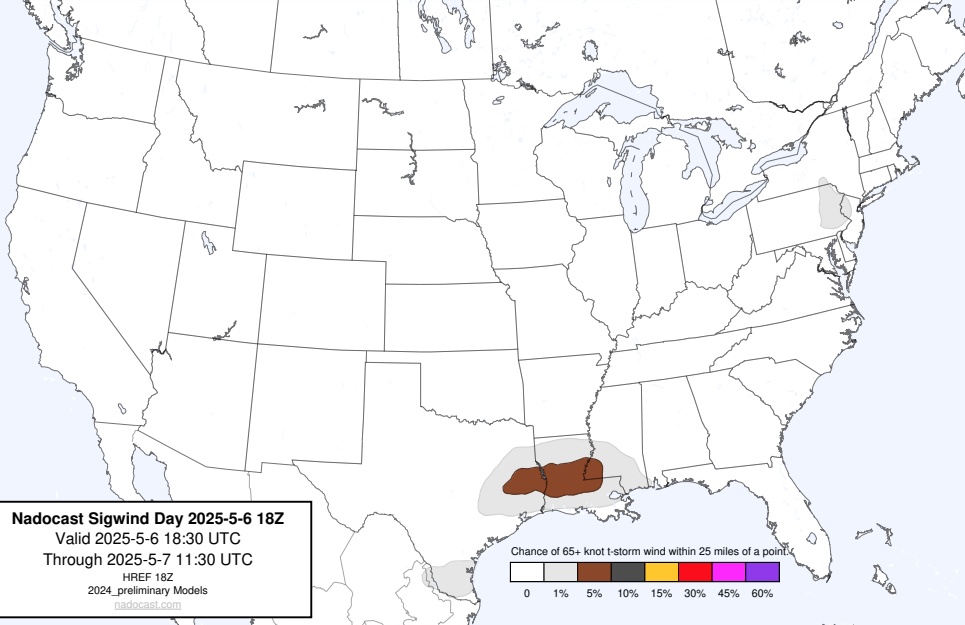 Nadocast Sigwind Day 2025-5-6 18Z
Valid 2025-5-6 18:30 UTC
Through 2025-5-7 11:30 UTC
HREF 18Z
2024_preliminary Models
nadocast.com
Chance of 65+ knot t-storm wind within 25 miles of a point.
0 1% 5% 10% 15% 30% 45% 60%